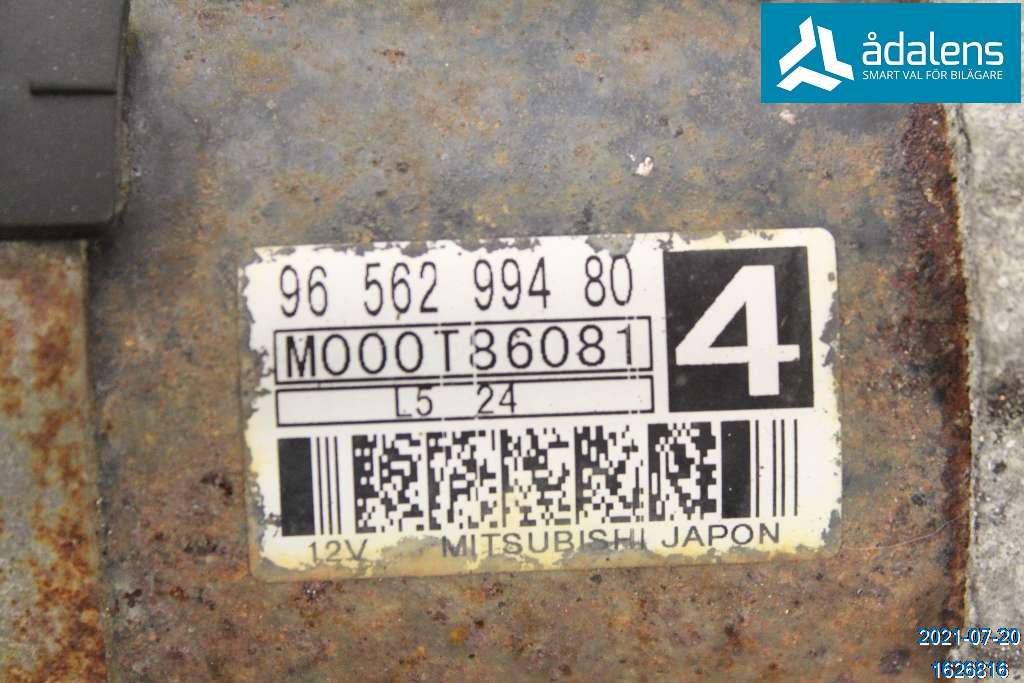 ådalens
SMART VAL FÖR BILÄGARE
96 562 994 80
4
M000T86081
L5 24
12V MITSUBISHI JAPON
2021-07-20
1626816